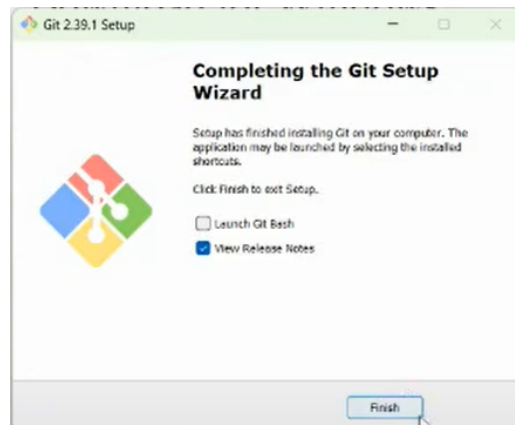 Git 2.39.1 Setup
Completing the Git Setup
Wizard
Setup has finished installing Git on your computer. The
application may be launched by selecting the installed
shortcuts.
Click Finish to exit Setup.
Launch Git Bash
View Release Notes
Finish